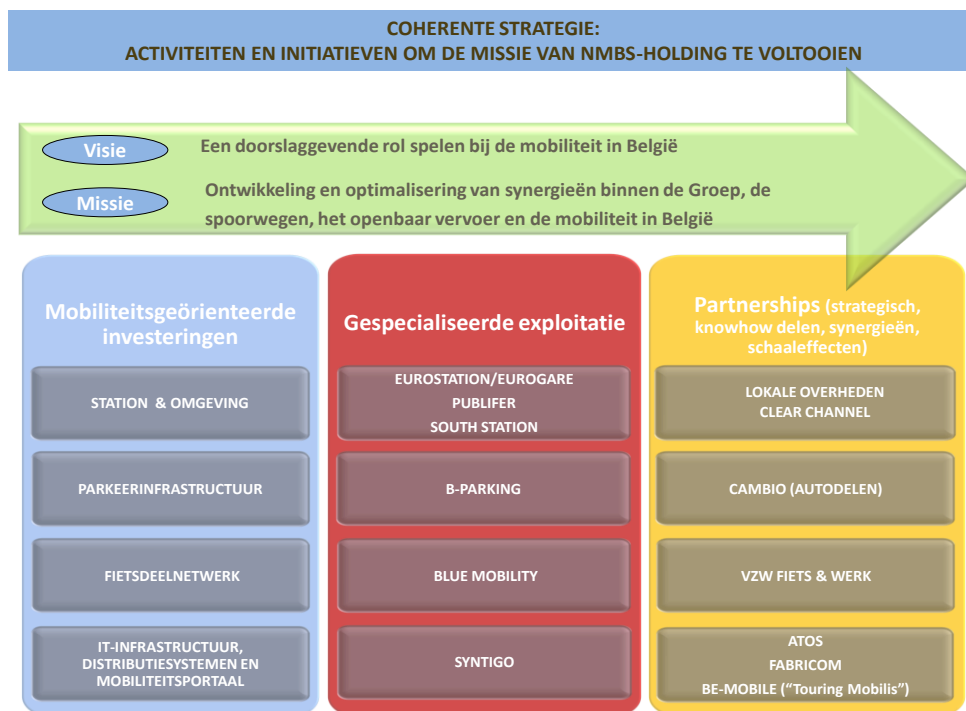 COHERENTE STRATEGIE:
ACTIVITEITEN EN INITIATIEVEN OM DE MISSIE VAN NMBS-HOLDING TE VOLTOOIEN
Visie
Een doorslaggevende rol spelen bij de mobiliteit in België
Missie
Ontwikkeling en optimalisering van synergieën binnen de Groep, de
spoorwegen, het openbaar vervoer en de mobiliteit in België
Mobiliteitsgeörienteerde
investeringen
STATION & OMGEVING
PARKEERINFRASTRUCTUUR
FIETSDEELNETWERK
IT-INFRASTRUCTUUR,
DISTRIBUTIESYSTEMEN EN
MOBILITEITSPORTAAL
Gespecialiseerde exploitatie
EUROSTATION/EUROGARE
PUBLIFER
SOUTH STATION
B-PARKING
BLUE MOBILITY
SYNTIGO
Partnerships (strategisch,
knowhow delen, synergieën,
schaaleffecten)
LOKALE OVERHEDEN
CLEAR CHANNEL
CAMBIO (AUTODELEN)
VZW FIETS & WERK
ATOS
FABRICOM
BE-MOBILE (“Touring Mobilis”)